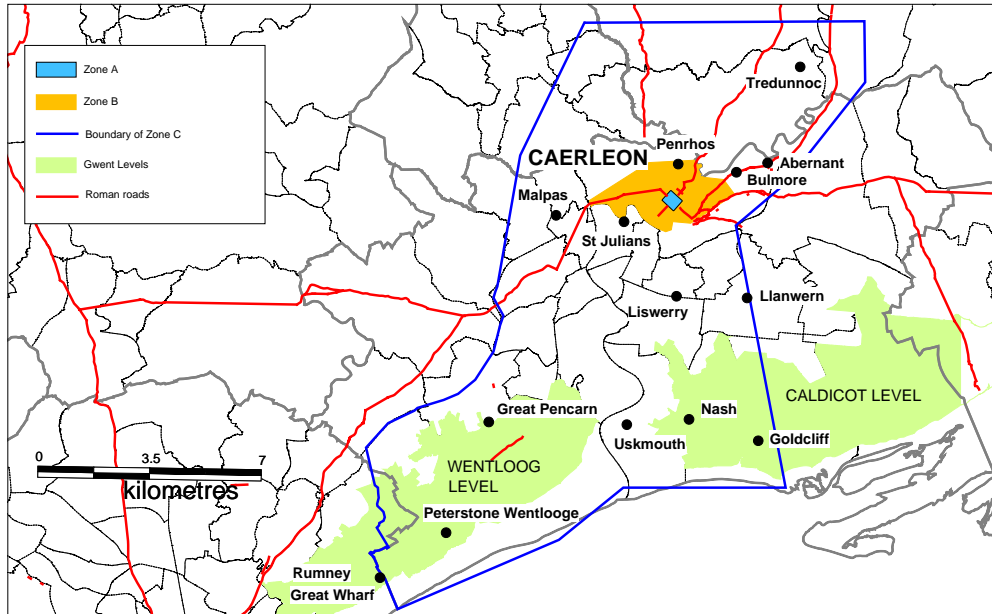 Zone A
Zone B
Boundary of Zone C
Gwent Levels
Roman roads
Tredunnoc
Penrhos
CAERLEON
Abernant
Bulmore
Malpas
St Julians
Llanwern
Liswerry
CALDICOT LEVEL
Great Pencarn
Nash
Uskmouth
Goldcliff
0 3.5 7
kilometres
WENTLOOG
LEVEL
Peterstone Wentlooge
Rumney
Great Wharf